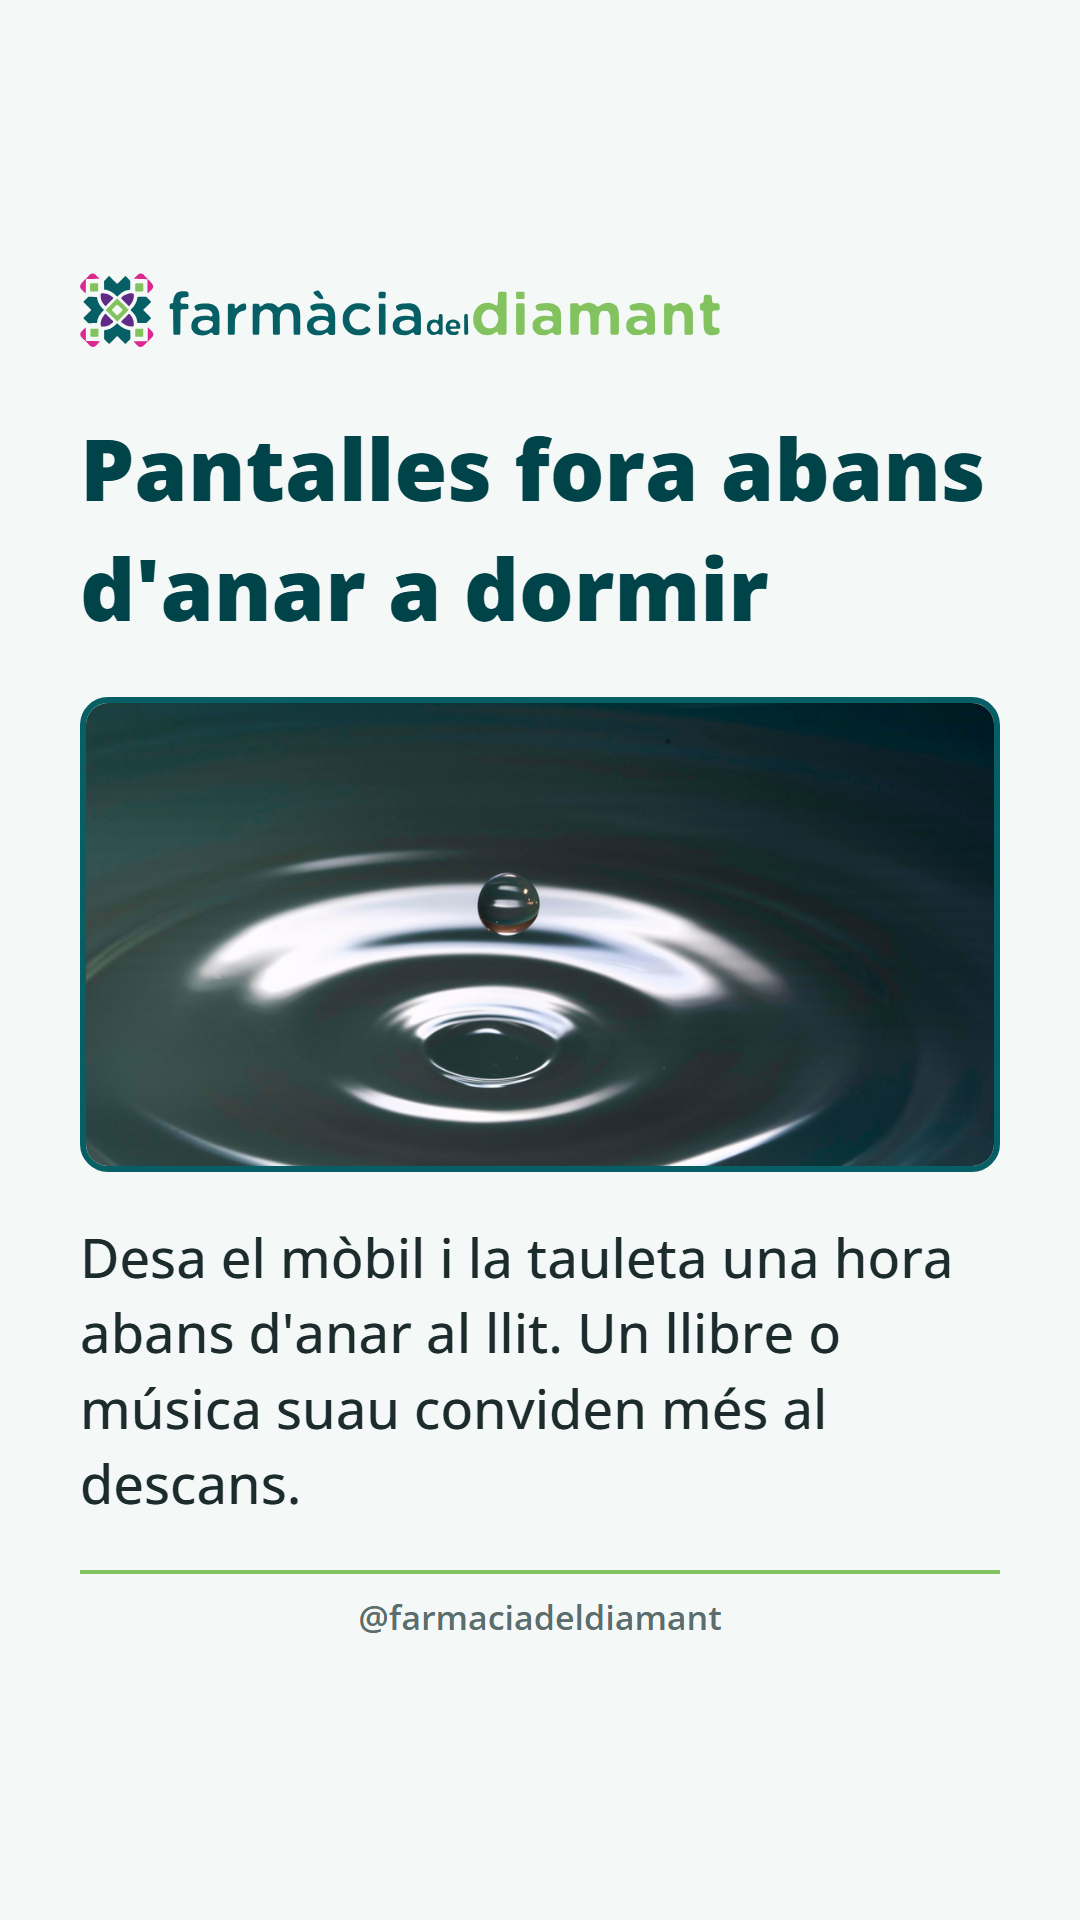 farmàciadeldiamant
Pantalles fora abans
d'anar a dormir
Desa el mòbil i la tauleta una hora
abans d'anar al llit. Un llibre o
música suau conviden més al
descans.
@farmaciadeldiamant